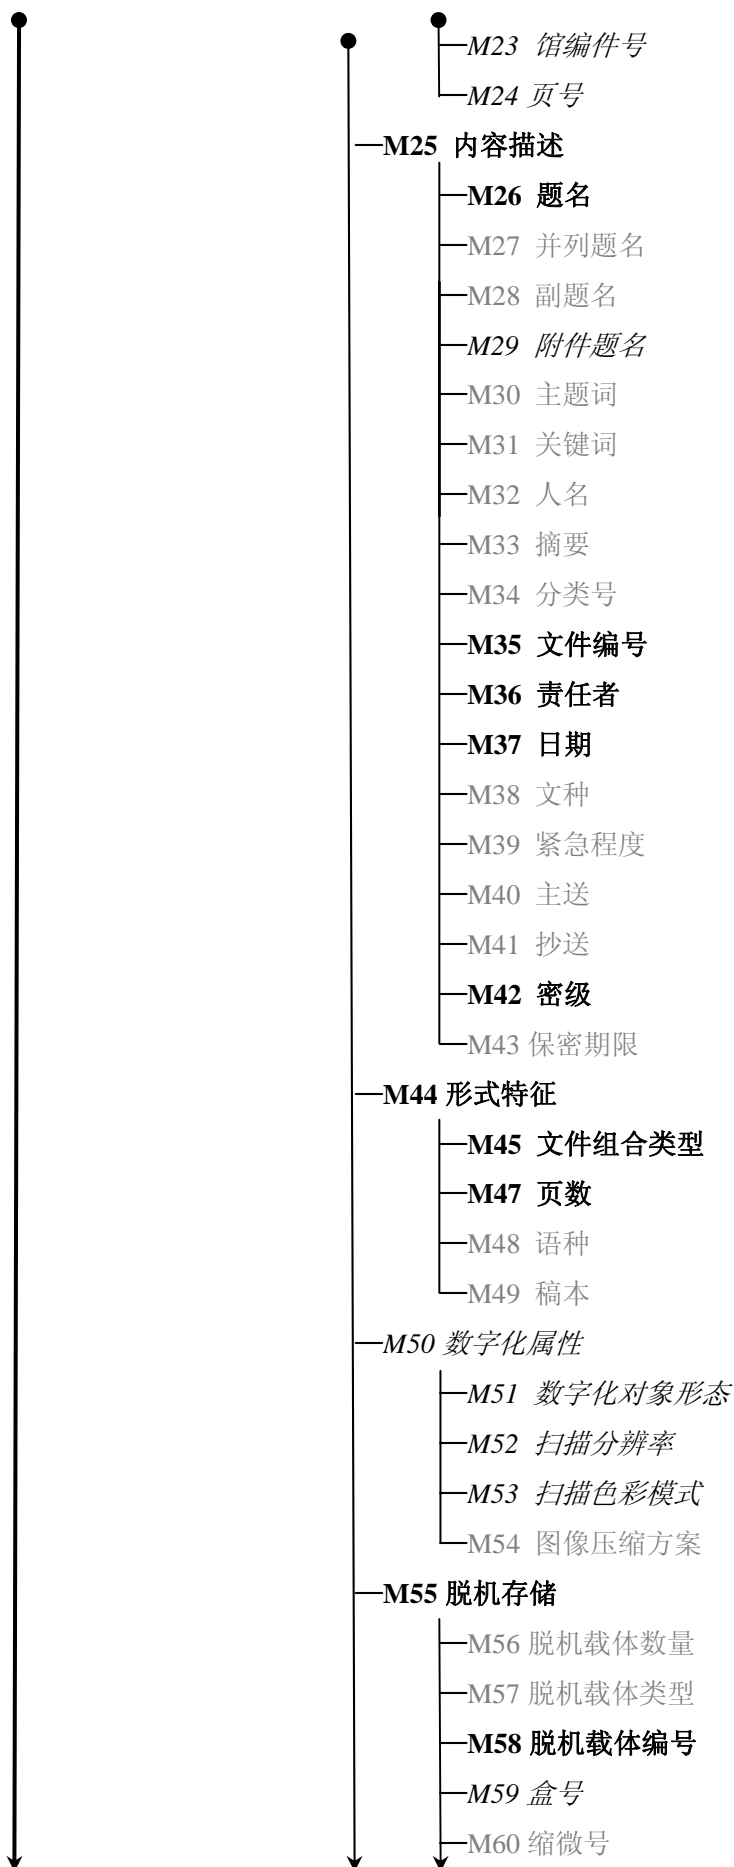 M23 馆编件号
M24 页号
M25 内容描述
M26 题名
M27 并列题名
M28 副题名
M29 附件题名
M30 主题词
M31 关键词
M32 人名
M33 摘要
M34 分类号
M35 文件编号
M36 责任者
M37 日期
M38 文种
M39 紧急程度
M40 主送
M41 抄送
M42 密级
M43 保密期限
M44 形式特征
M45 文件组合类型
M47 页数
M48 语种
M49 稿本
M50 数字化属性
M51 数字化对象形态
M52 扫描分辨率
M53 扫描色彩模式
M54 图像压缩方案
M55 脱机存储
M56 脱机载体数量
M57 脱机载体类型
M58 脱机载体编号
M59 盒号
M60 缩微号